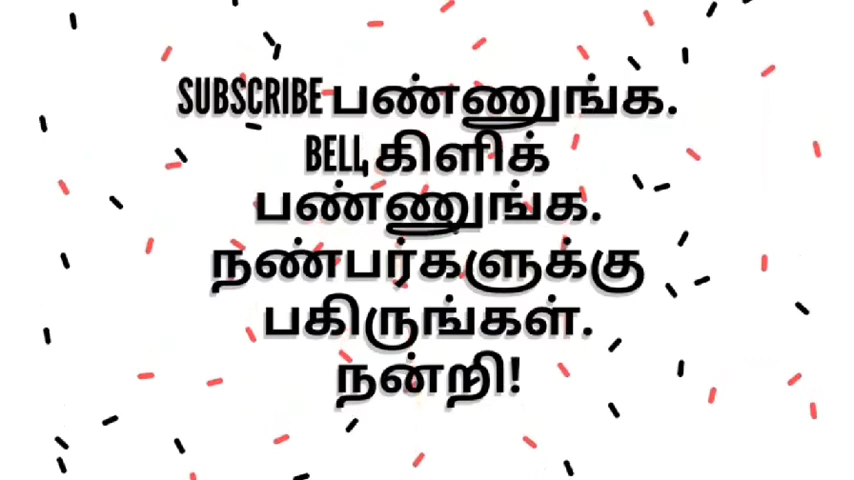 SUBSCRIBE பண்ணுங்க.
BELL, கிளிக்
பண்ணுங்க.
நண்பர்களுக்கு
பகிருங்கள்.
நன்றி!